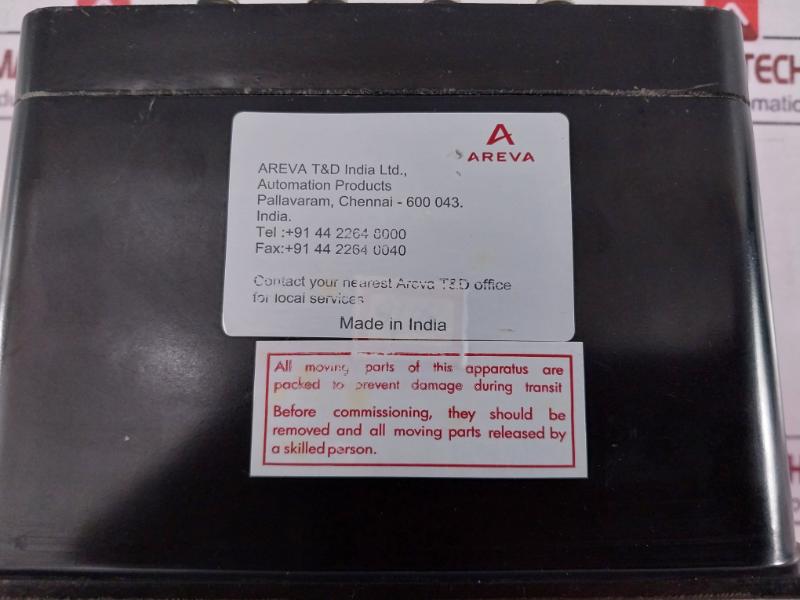 AREVA
AREVA T&D India Ltd.,
Automation Products
Pallavaram, Chennai - 600 043.
India.
Tel :+91 44 2264 8000
Fax:+91 44 2264 0040
Contact your nearest Areva T&D office
for local services
Made in India
All moving parts of this apparatus are
packed to prevent damage during transit
Before commissioning, they should be
removed and all moving parts released by
a skilled person.
TECH